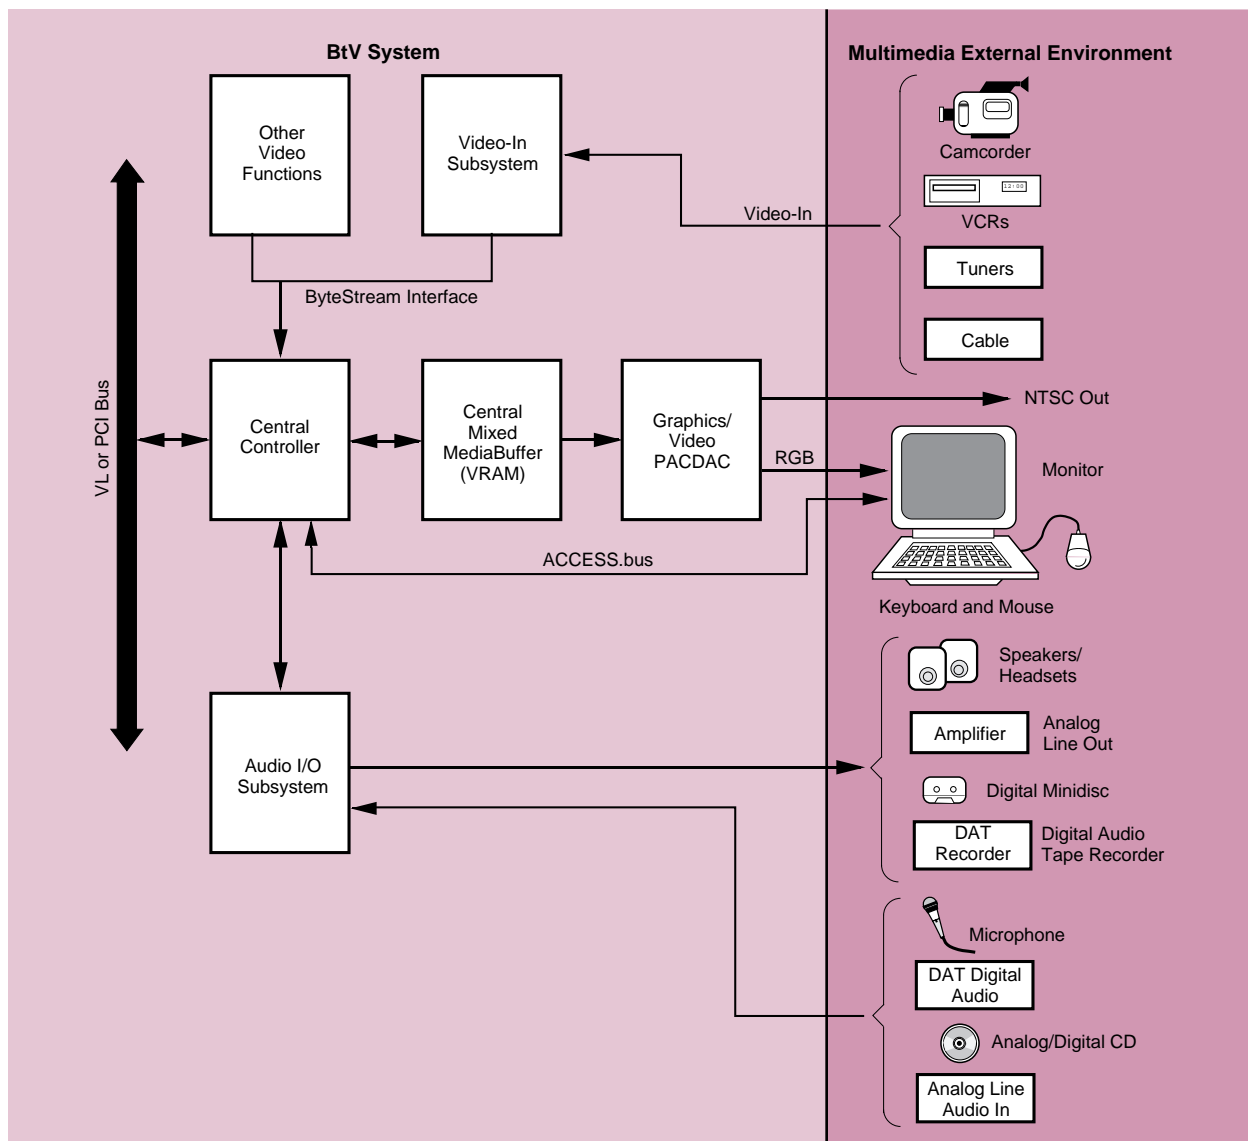 BtV System
Multimedia External Environment
Other
Video
Functions
Video-In
Subsystem
Camcorder
12:00
VCRs
Video-In
Tuners
ByteStream Interface
Cable
VL or PCI Bus
Central
Controller
Central
Mixed
MediaBuffer
(VRAM)
Graphics/
Video
PACDAC
NTSC Out
RGB
Monitor
ACCESS.bus
Keyboard and Mouse
Speakers/
Headsets
Amplifier
Analog
Line Out
Audio I/O
Subsystem
Digital Minidisc
DAT
Recorder
Digital Audio
Tape Recorder
Microphone
DAT Digital
Audio
Analog/Digital CD
Analog Line
Audio In